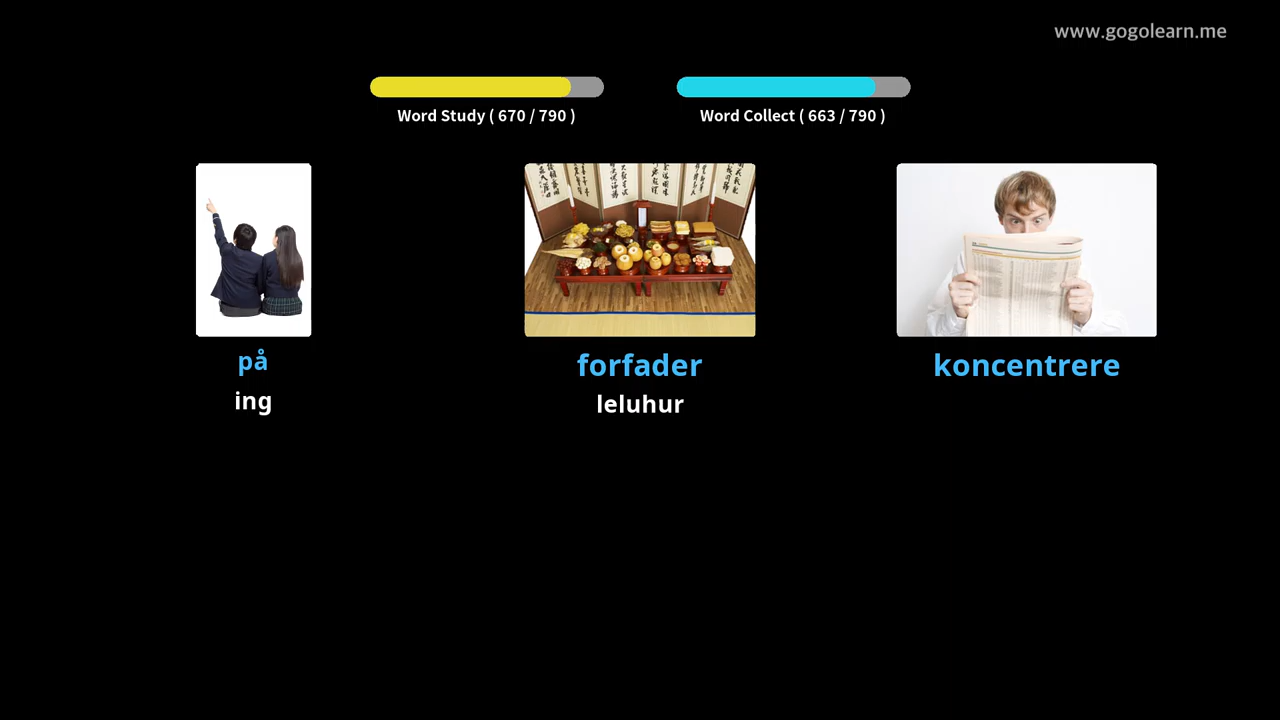 www.gogolearn.me
Word Study ( 670 / 790 )
Word Collect ( 663 / 790 )
på
ing
forfader
leluhur
koncentrere